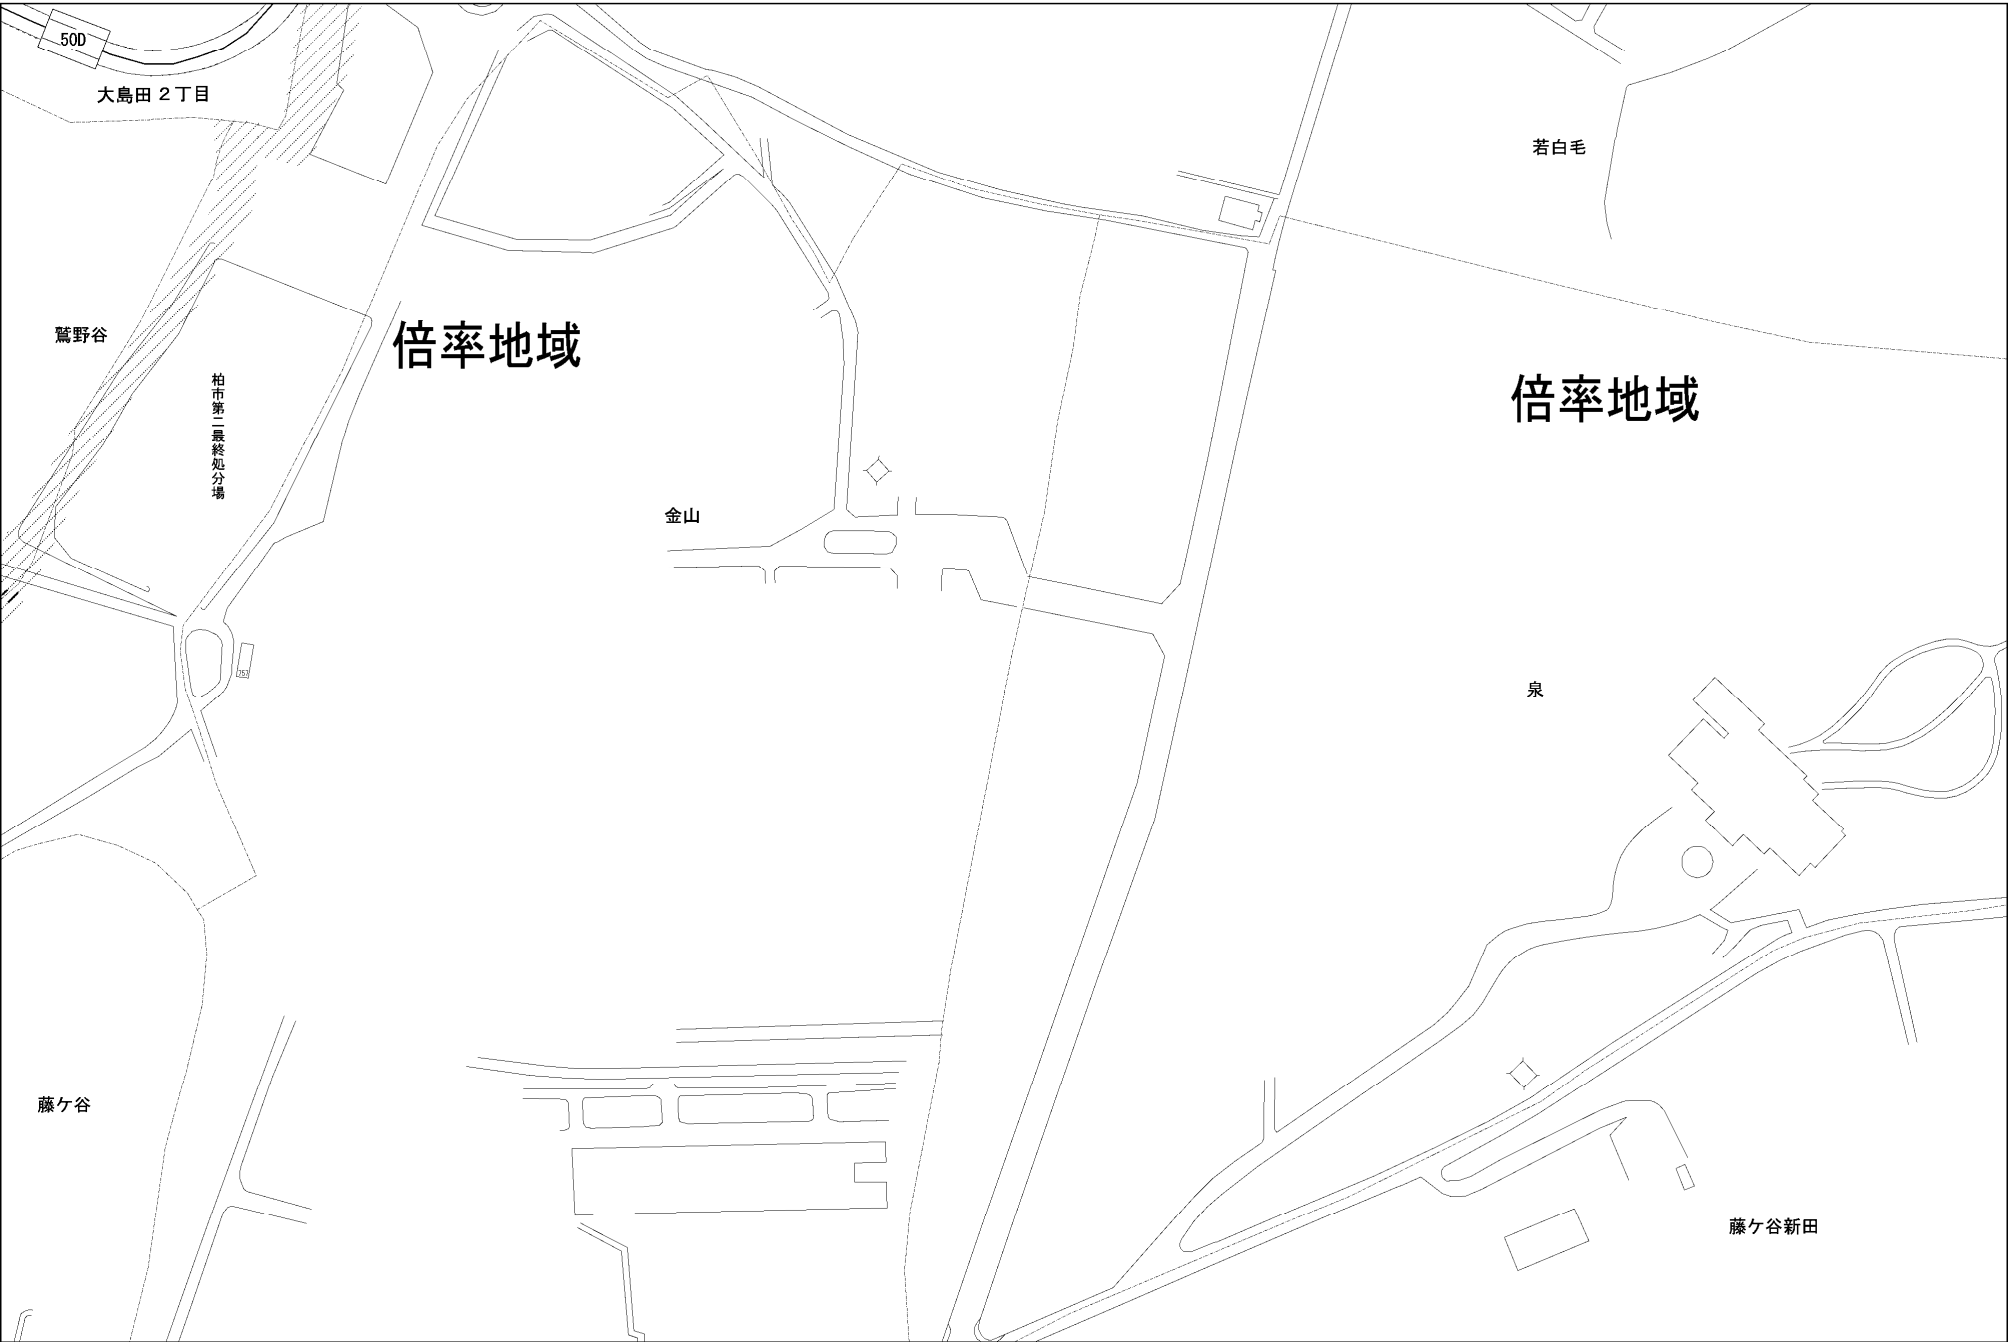 50D
大島田2丁目
若白毛
鷲野谷
倍率地域
倍率地域
柏市第二最終処分場
金山
757
泉
藤ケ谷
藤ケ谷新田